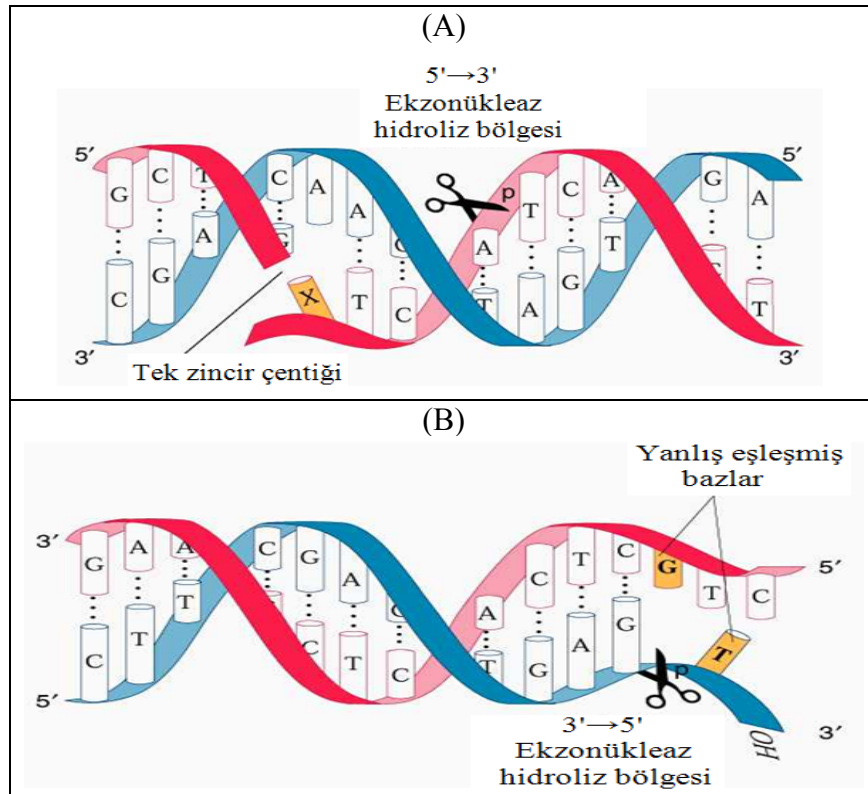 (A)
5'→3'
Ekzonükleaz
hidroliz bölgesi
5′ G C T C A A p T C A G A 5′
A G C A T
C G X T C T A G C T
3′ 3′
Tek zincir çentiği
(B)
Yanlış eşleşmiş
bazlar
3′ G A A C G A C T C G T C 5′
T A C A G
C T C T C T G A p T
5′ 3′
OH
3'→5'
Ekzonükleaz
hidroliz bölgesi